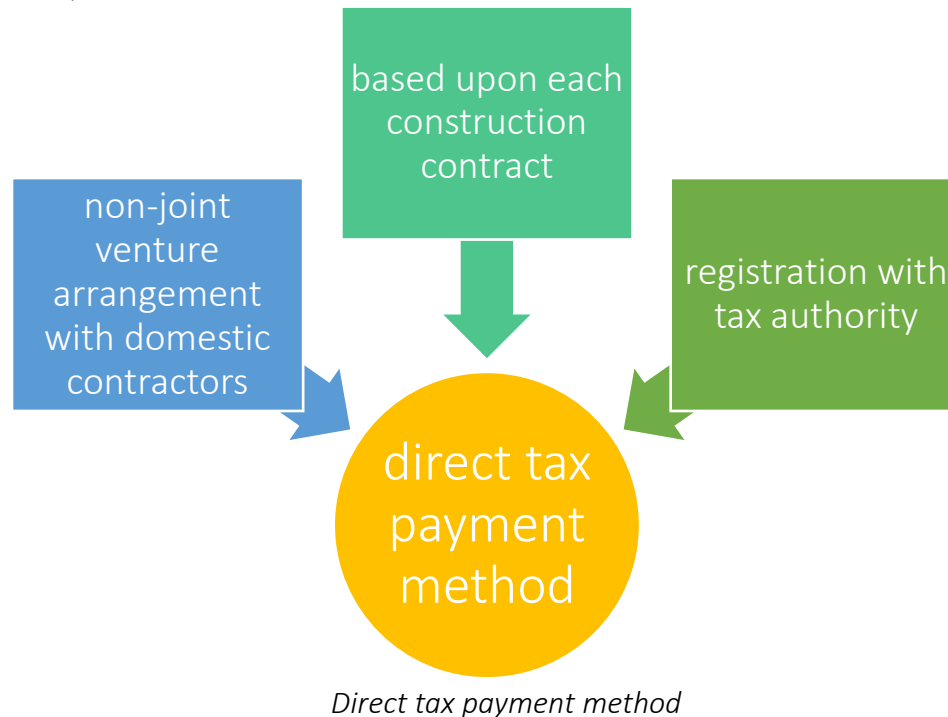 based upon each
construction
contract
non-joint
venture
arrangement
with domestic
contractors
registration with
tax authority
direct tax
payment
method
Direct tax payment method